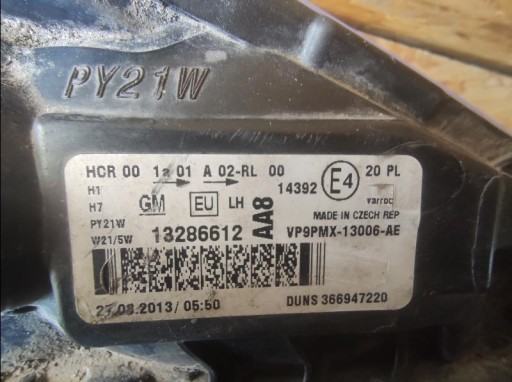 PY21W
HCR 00 1a 01 A 02-RL 00 E4 20 PL
H1 14392
H7 GM EU LH AA8 varroc
PY21W MADE IN CZECH REP
W21/5W 13286612 VP9PMX-13006-AE
27.08.2013/ 05:50 DUNS 366947220